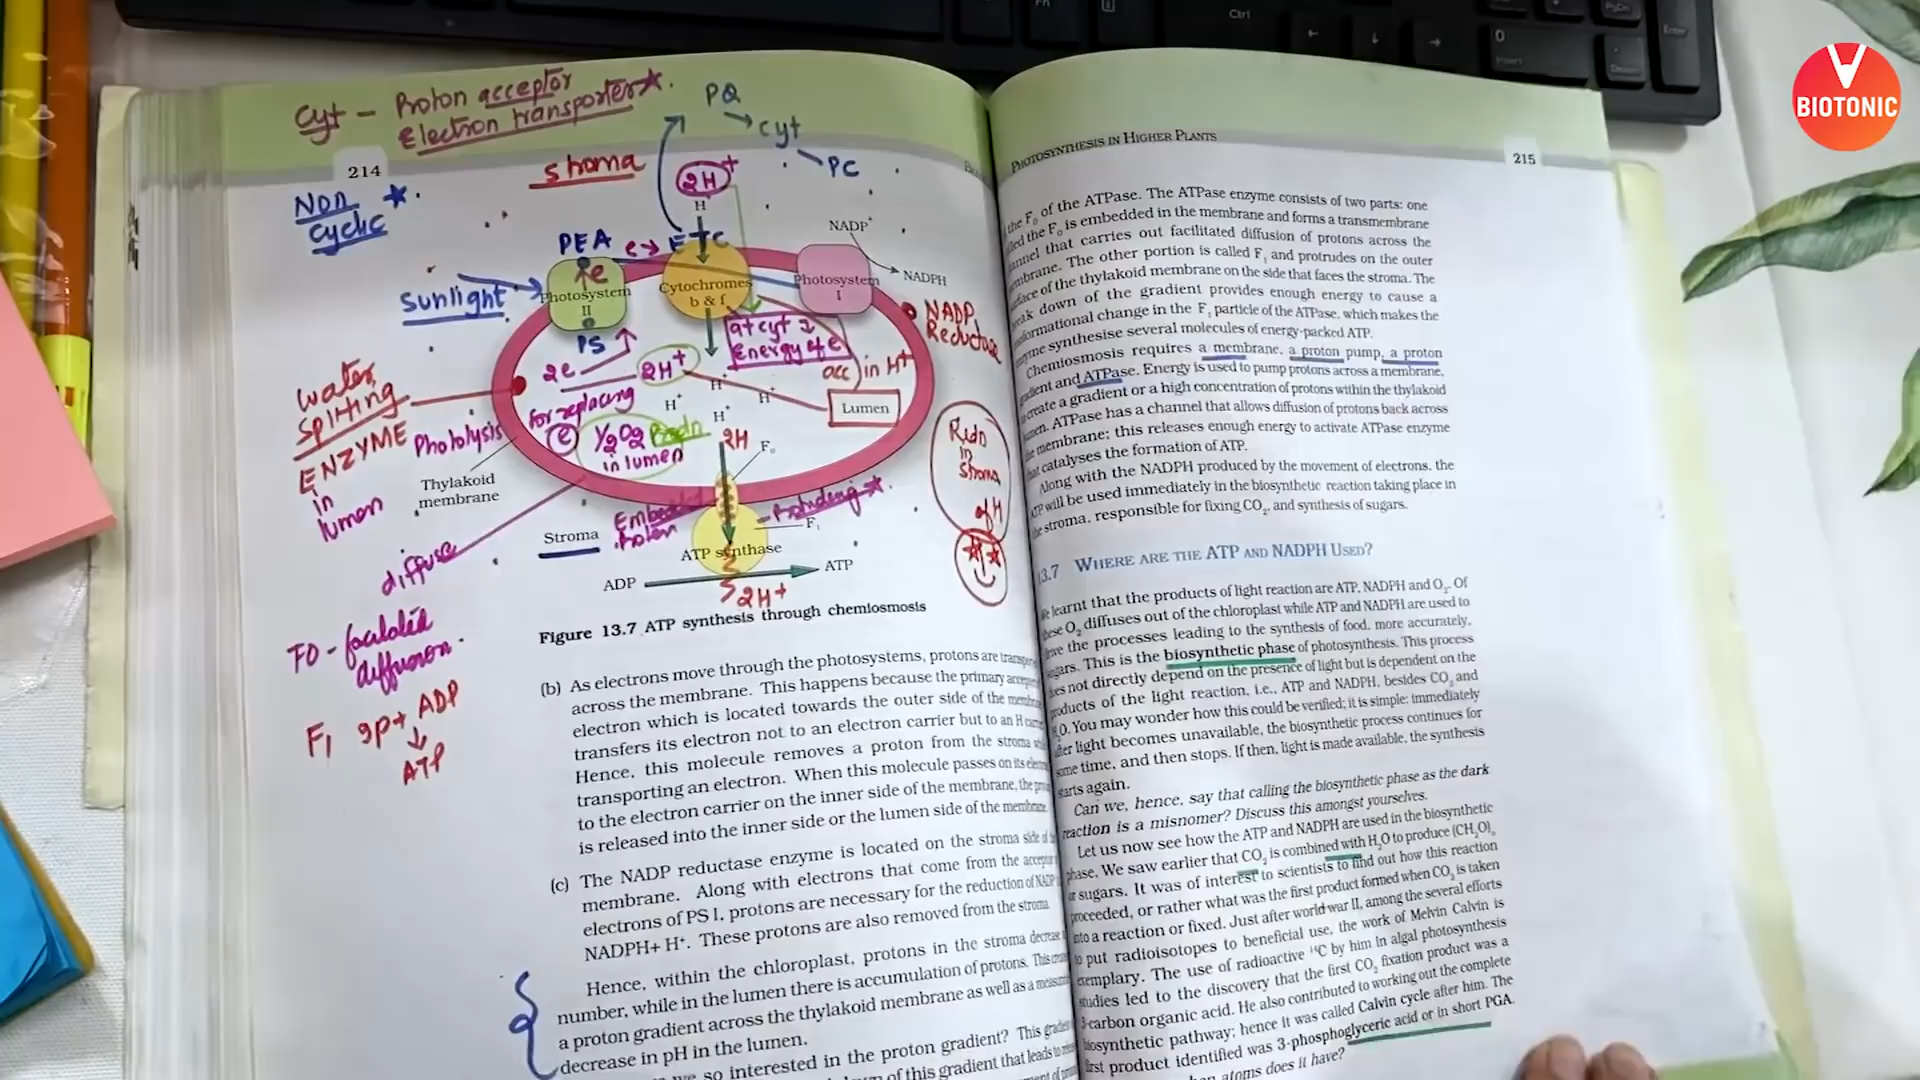 Cyt - Proton acceptor
Electron transporter
214
Non
cyclic
stroma
PQ
cyt
PC
2H+
H
NADP+
NADPH
PEA
e
ETC
e
sunlight
Photosystem
II
Cytochromes
b & f
Photosystem
I
NADP
Reductase
PS
at cyt
Energy of e
2e
2H+
acc in H+
H+
H+
H+
H+
Lumen
water
spliting
ENZYME
in
lumen
Photolysis
for replacing
e
½O2
in lumen
2H
F0
Redn
in
stroma
of H
Thylakoid
membrane
diffuse
Embedded
Protuding
F1
Stroma
ATP synthase
ADP
ATP
2H+
Figure 13.7 ATP synthesis through chemiosmosis
F0 -
diffusion
F1
ADP
ATP
(b) As electrons move through the photosystems, protons are
across the membrane. This happens because the primary
electron which is located towards the outer side of the
transfers its electron not to an electron carrier but to an H
Hence, this molecule removes a proton from the stroma
transporting an electron. When this molecule passes on its
to the electron carrier on the inner side of the membrane, the
is released into the inner side or the lumen side of the membrane.
(c) The NADP reductase enzyme is located on the stroma side of
membrane. Along with electrons that come from the
electrons of PS I, protons are necessary for the reduction of
NADPH+ H+. These protons are also removed from the stroma.
Hence, within the chloroplast, protons in the stroma decrease
number, while in the lumen there is accumulation of protons. This
a proton gradient across the thylakoid membrane as well as a
decrease in pH in the lumen.
so interested in the proton gradient? This
of this gradient that leads to
PHOTOSYNTHESIS IN HIGHER PLANTS
215
the F0 of the ATPase. The ATPase enzyme consists of two parts: one
the F0 is embedded in the membrane and forms a transmembrane
that carries out facilitated diffusion of protons across the
The other portion is called F1 and protrudes on the outer
of the thylakoid membrane on the side that faces the stroma. The
down of the gradient provides enough energy to cause a
change in the F1 particle of the ATPase, which makes the
synthesise several molecules of energy-packed ATP.
Chemiosmosis requires a membrane, a proton pump, a proton
and ATPase. Energy is used to pump protons across a membrane,
create a gradient or a high concentration of protons within the thylakoid
ATPase has a channel that allows diffusion of protons back across
membrane; this releases enough energy to activate ATPase enzyme
catalyses the formation of ATP.
Along with the NADPH produced by the movement of electrons, the
will be used immediately in the biosynthetic reaction taking place in
the stroma, responsible for fixing CO2, and synthesis of sugars.
13.7 WHERE ARE THE ATP AND NADPH USED?
learnt that the products of light reaction are ATP, NADPH and O2. Of
these O2 diffuses out of the chloroplast while ATP and NADPH are used to
the processes leading to the synthesis of food, more accurately,
sugars. This is the biosynthetic phase of photosynthesis. This process
does not directly depend on the presence of light but is dependent on the
products of the light reaction, i.e., ATP and NADPH, besides CO2 and
H2O. You may wonder how this could be verified; it is simple: immediately
after light becomes unavailable, the biosynthetic process continues for
some time, and then stops. If then, light is made available, the synthesis
starts again.
Can we, hence, say that calling the biosynthetic phase as the dark
reaction is a misnomer? Discuss this amongst yourselves.
Let us now see how the ATP and NADPH are used in the biosynthetic
phase. We saw earlier that CO2 is combined with H2O to produce (CH2O)n
or sugars. It was of interest to scientists to find out how this reaction
proceeded, or rather what was the first product formed when CO2 is taken
into a reaction or fixed. Just after world war II, among the several efforts
to put radioisotopes to beneficial use, the work of Melvin Calvin is
exemplary. The use of radioactive 14C by him in algal photosynthesis
studies led to the discovery that the first CO2 fixation product was a
3-carbon organic acid. He also contributed to working out the complete
biosynthetic pathway; hence it was called Calvin cycle after him. The
first product identified was 3-phosphoglyceric acid or in short PGA.
atoms does it have?
V
BIOTONIC
Ctrl